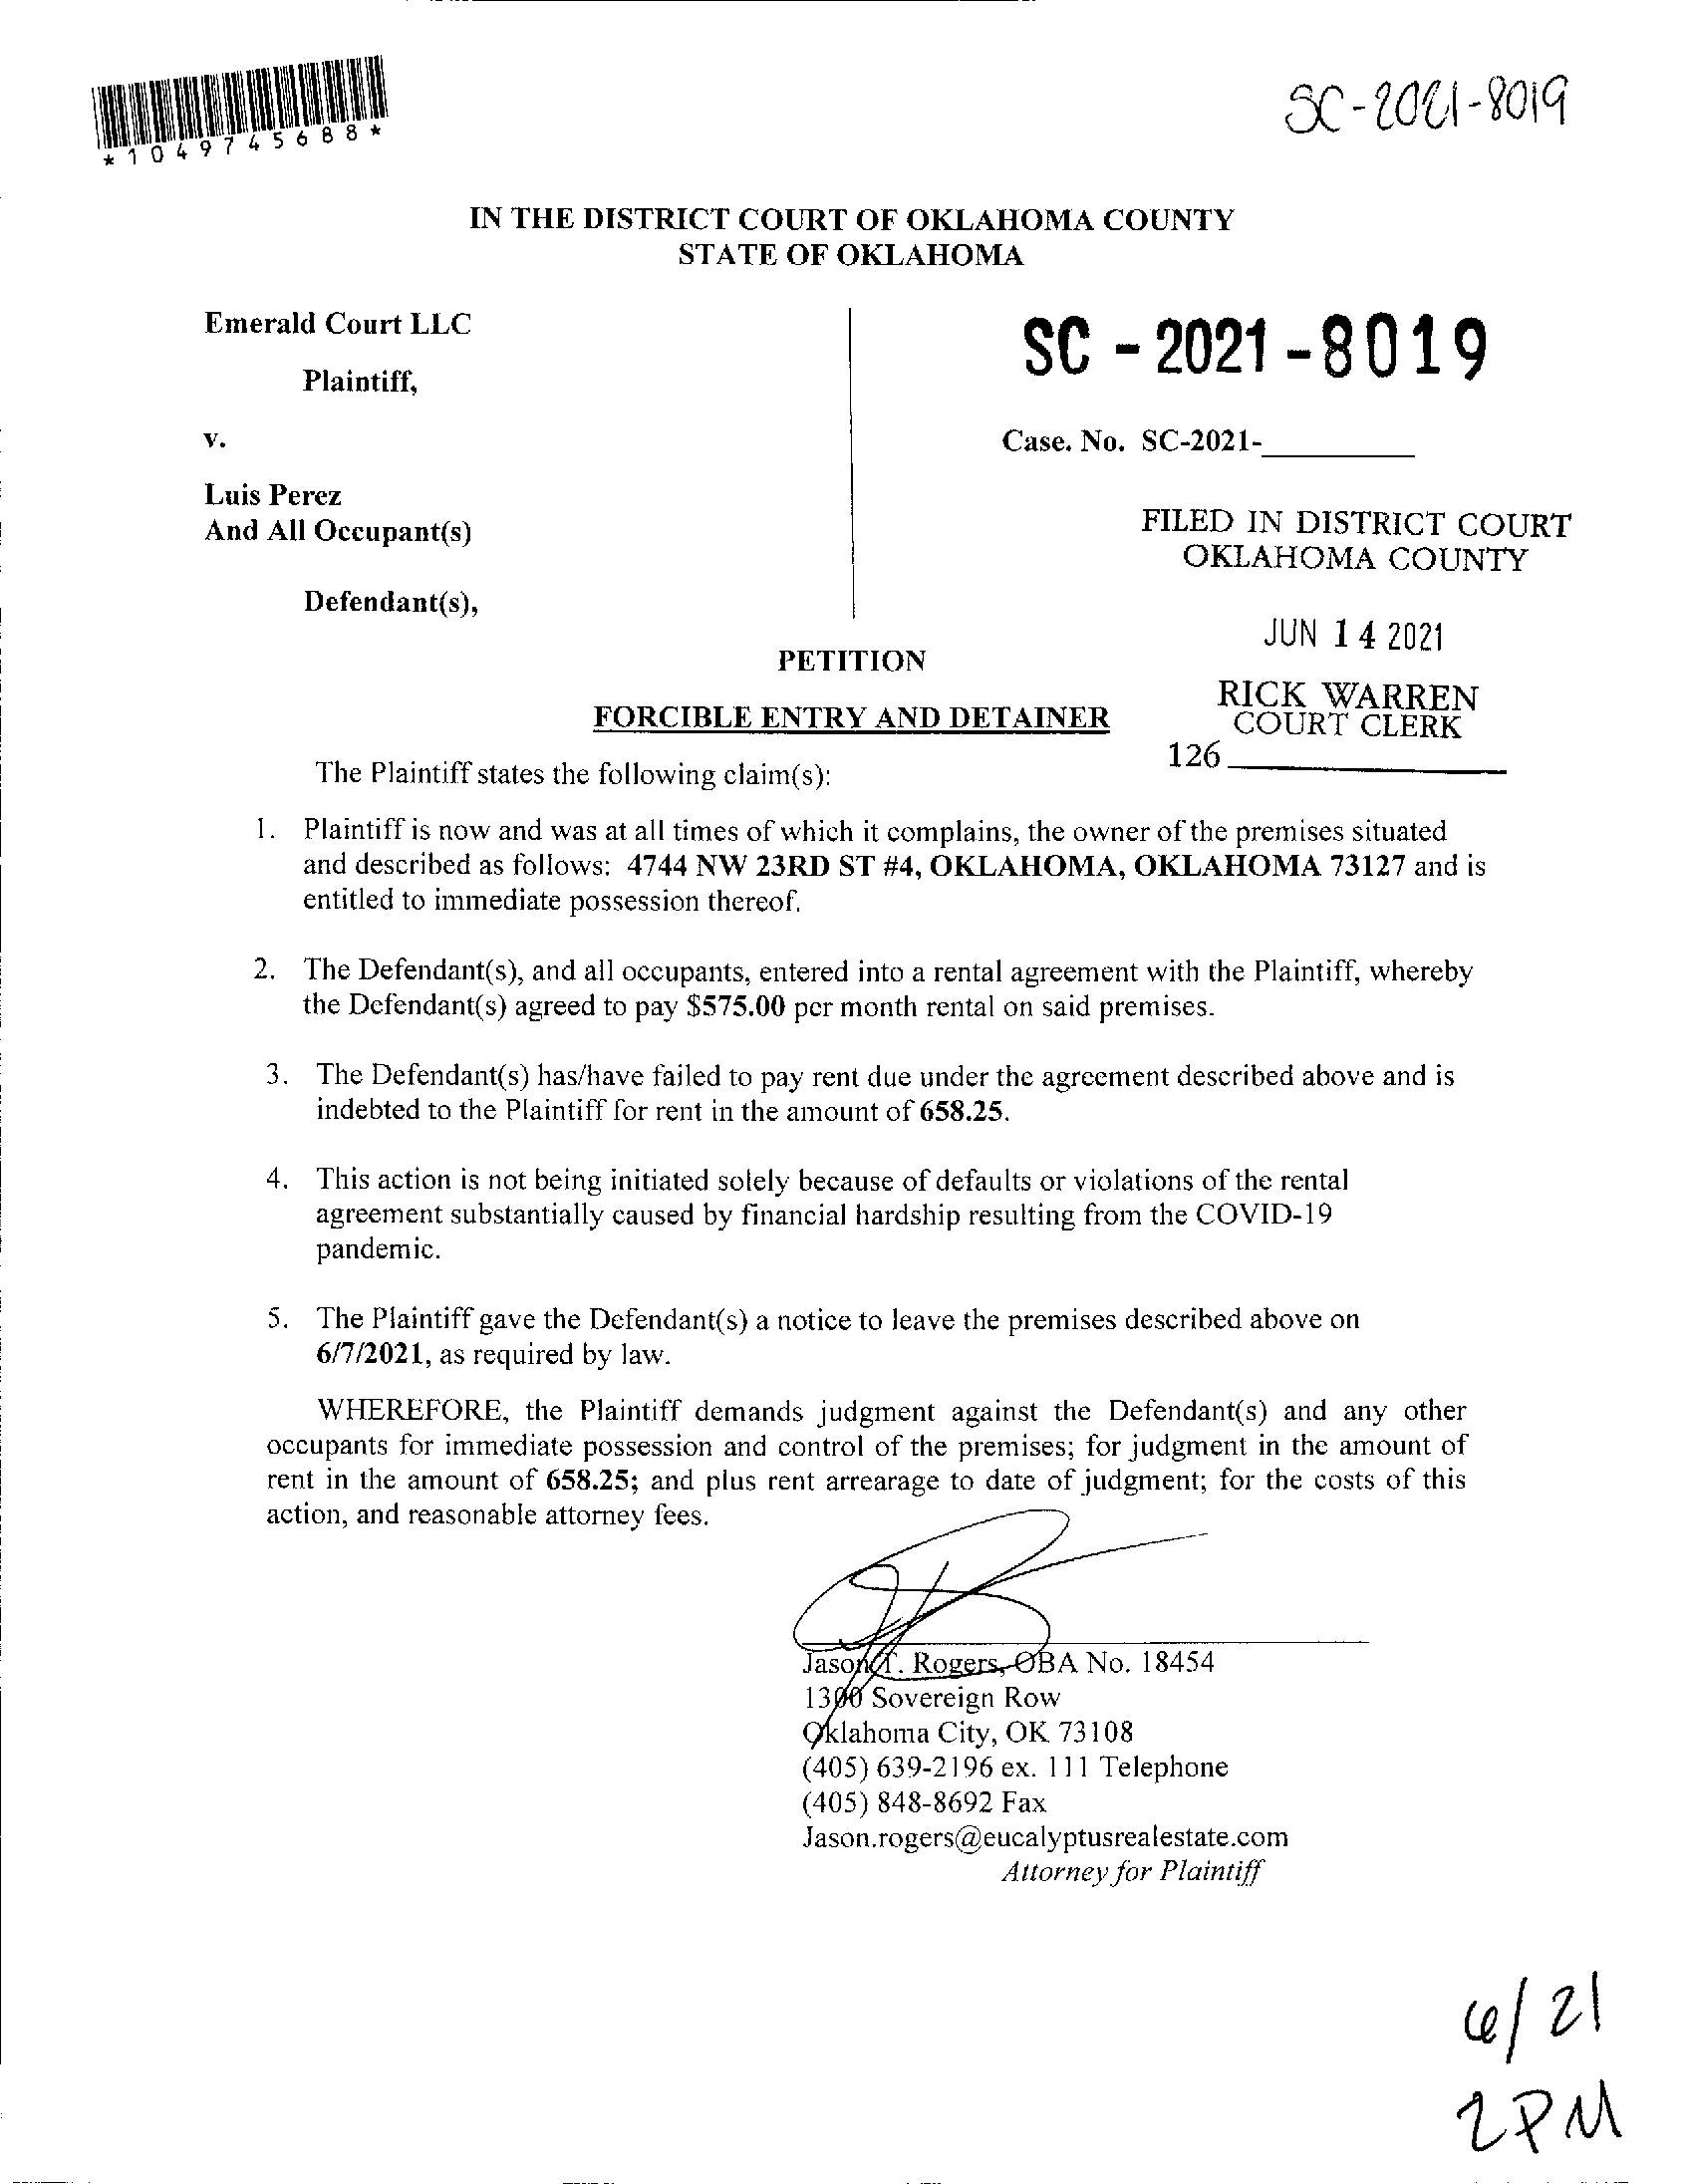 SC-2021-8019
*1049745688*
IN THE DISTRICT COURT OF OKLAHOMA COUNTY
STATE OF OKLAHOMA
Emerald Court LLC
Plaintiff,
v.
Luis Perez
And All Occupant(s)
Defendant(s),
SC - 2021 - 8019
Case. No. SC-2021-__________
FILED IN DISTRICT COURT
OKLAHOMA COUNTY
JUN 14 2021
RICK WARREN
COURT CLERK
126__________
PETITION
FORCIBLE ENTRY AND DETAINER
The Plaintiff states the following claim(s):
1. Plaintiff is now and was at all times of which it complains, the owner of the premises situated
and described as follows: 4744 NW 23RD ST #4, OKLAHOMA, OKLAHOMA 73127 and is
entitled to immediate possession thereof.
2. The Defendant(s), and all occupants, entered into a rental agreement with the Plaintiff, whereby
the Defendant(s) agreed to pay $575.00 per month rental on said premises.
3. The Defendant(s) has/have failed to pay rent due under the agreement described above and is
indebted to the Plaintiff for rent in the amount of 658.25.
4. This action is not being initiated solely because of defaults or violations of the rental
agreement substantially caused by financial hardship resulting from the COVID-19
pandemic.
5. The Plaintiff gave the Defendant(s) a notice to leave the premises described above on
6/7/2021, as required by law.
WHEREFORE, the Plaintiff demands judgment against the Defendant(s) and any other
occupants for immediate possession and control of the premises; for judgment in the amount of
rent in the amount of 658.25; and plus rent arrearage to date of judgment; for the costs of this
action, and reasonable attorney fees.
Jason T. Rogers, OBA No. 18454
1300 Sovereign Row
Oklahoma City, OK 73108
(405) 639-2196 ex. 111 Telephone
(405) 848-8692 Fax
Jason.rogers@eucalyptusrealestate.com
Attorney for Plaintiff
6/21
2PM